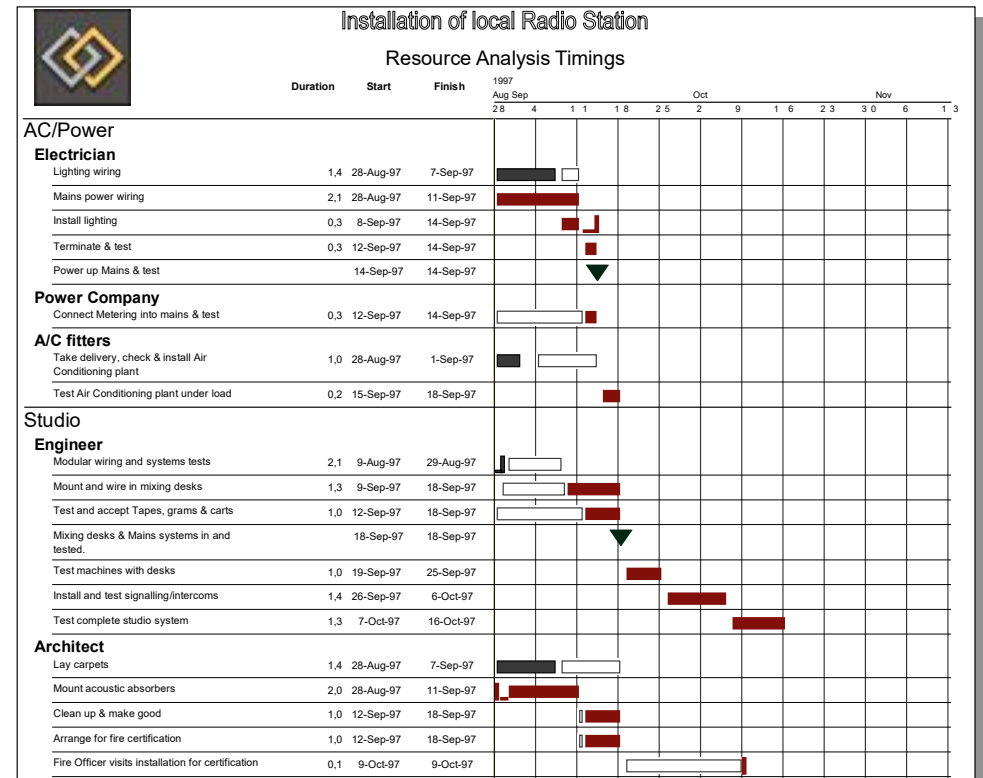 Installation of local Radio Station
Resource Analysis Timings
Duration Start Finish
1997
Aug Sep Oct Nov
28 4 11 18 25 2 9 16 23 30 6 13
AC/Power
Electrician
Lighting wiring 1,4 28-Aug-97 7-Sep-97
Mains power wiring 2,1 28-Aug-97 11-Sep-97
Install lighting 0,3 8-Sep-97 14-Sep-97
Terminate & test 0,3 12-Sep-97 14-Sep-97
Power up Mains & test 14-Sep-97 14-Sep-97
Power Company
Connect Metering into mains & test 0,3 12-Sep-97 14-Sep-97
A/C fitters
Take delivery, check & install Air 1,0 28-Aug-97 1-Sep-97
Conditioning plant
Test Air Conditioning plant under load 0,2 15-Sep-97 18-Sep-97
Studio
Engineer
Modular wiring and systems tests 2,1 9-Aug-97 29-Aug-97
Mount and wire in mixing desks 1,3 9-Sep-97 18-Sep-97
Test and accept Tapes, grams & carts 1,0 12-Sep-97 18-Sep-97
Mixing desks & Mains systems in and 18-Sep-97 18-Sep-97
tested.
Test machines with desks 1,0 19-Sep-97 25-Sep-97
Install and test signalling/intercoms 1,4 26-Sep-97 6-Oct-97
Test complete studio system 1,3 7-Oct-97 16-Oct-97
Architect
Lay carpets 1,4 28-Aug-97 7-Sep-97
Mount acoustic absorbers 2,0 28-Aug-97 11-Sep-97
Clean up & make good 1,0 12-Sep-97 18-Sep-97
Arrange for fire certification 1,0 12-Sep-97 18-Sep-97
Fire Officer visits installation for certification 0,1 9-Oct-97 9-Oct-97